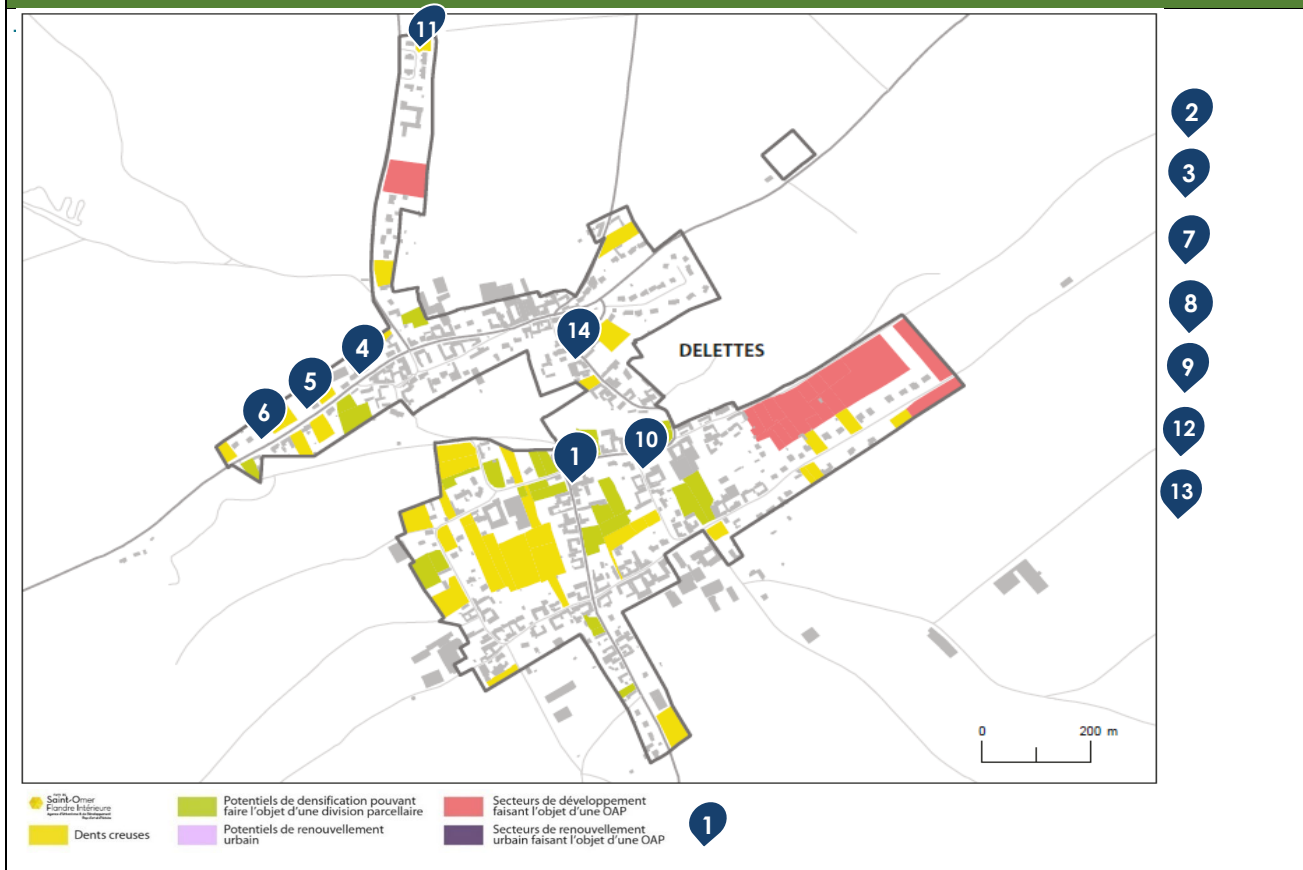 11
2
3
7
14
8
4
DELETTES
5
9
6
10
12
1
13
0 200 m
Saint-Omer
Flandre Intérieure
Potentiels de densification pouvant
faire l'objet d'une division parcellaire
Secteurs de développement
faisant l'objet d'une OAP
1
Dents creuses
Potentiels de renouvellement
urbain
Secteurs de renouvellement
urbain faisant l'objet d'une OAP